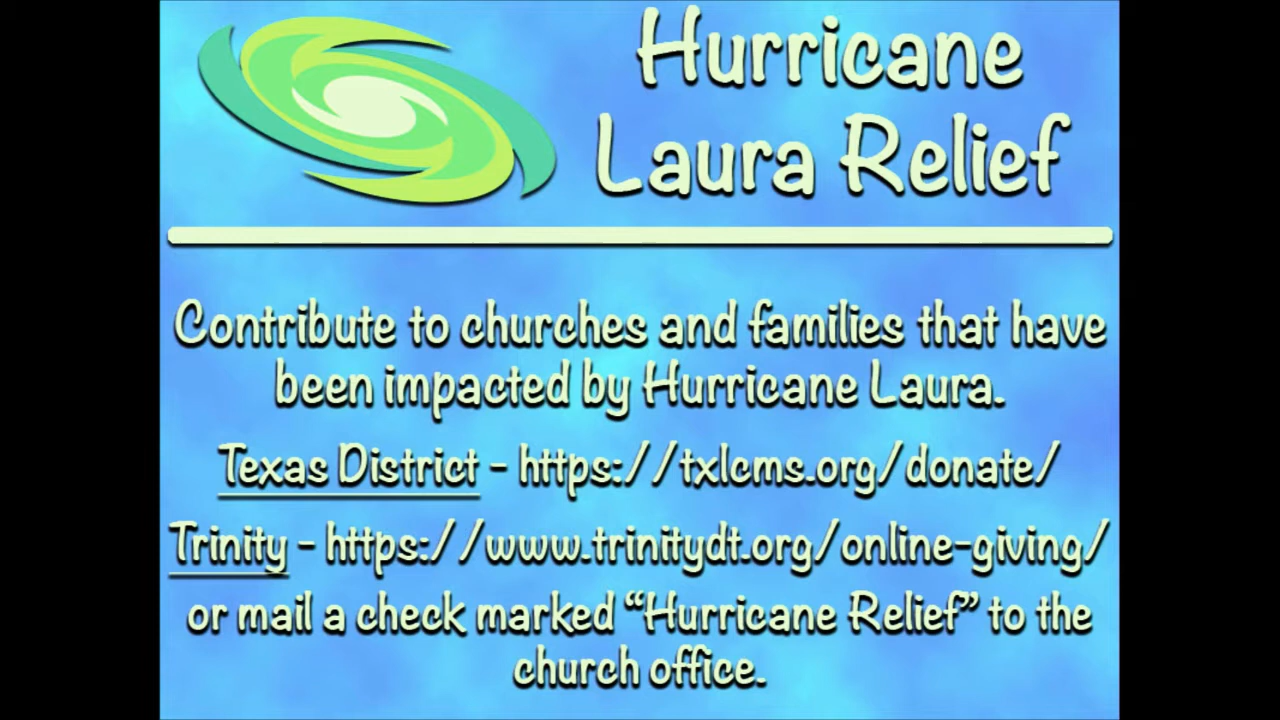 Hurricane
Laura Relief
Contribute to churches and families that have
been impacted by Hurricane Laura.
Texas District - https://txlcms.org/donate/
Trinity - https://www.trinitydt.org/online-giving/
or mail a check marked “Hurricane Relief” to the
church office.